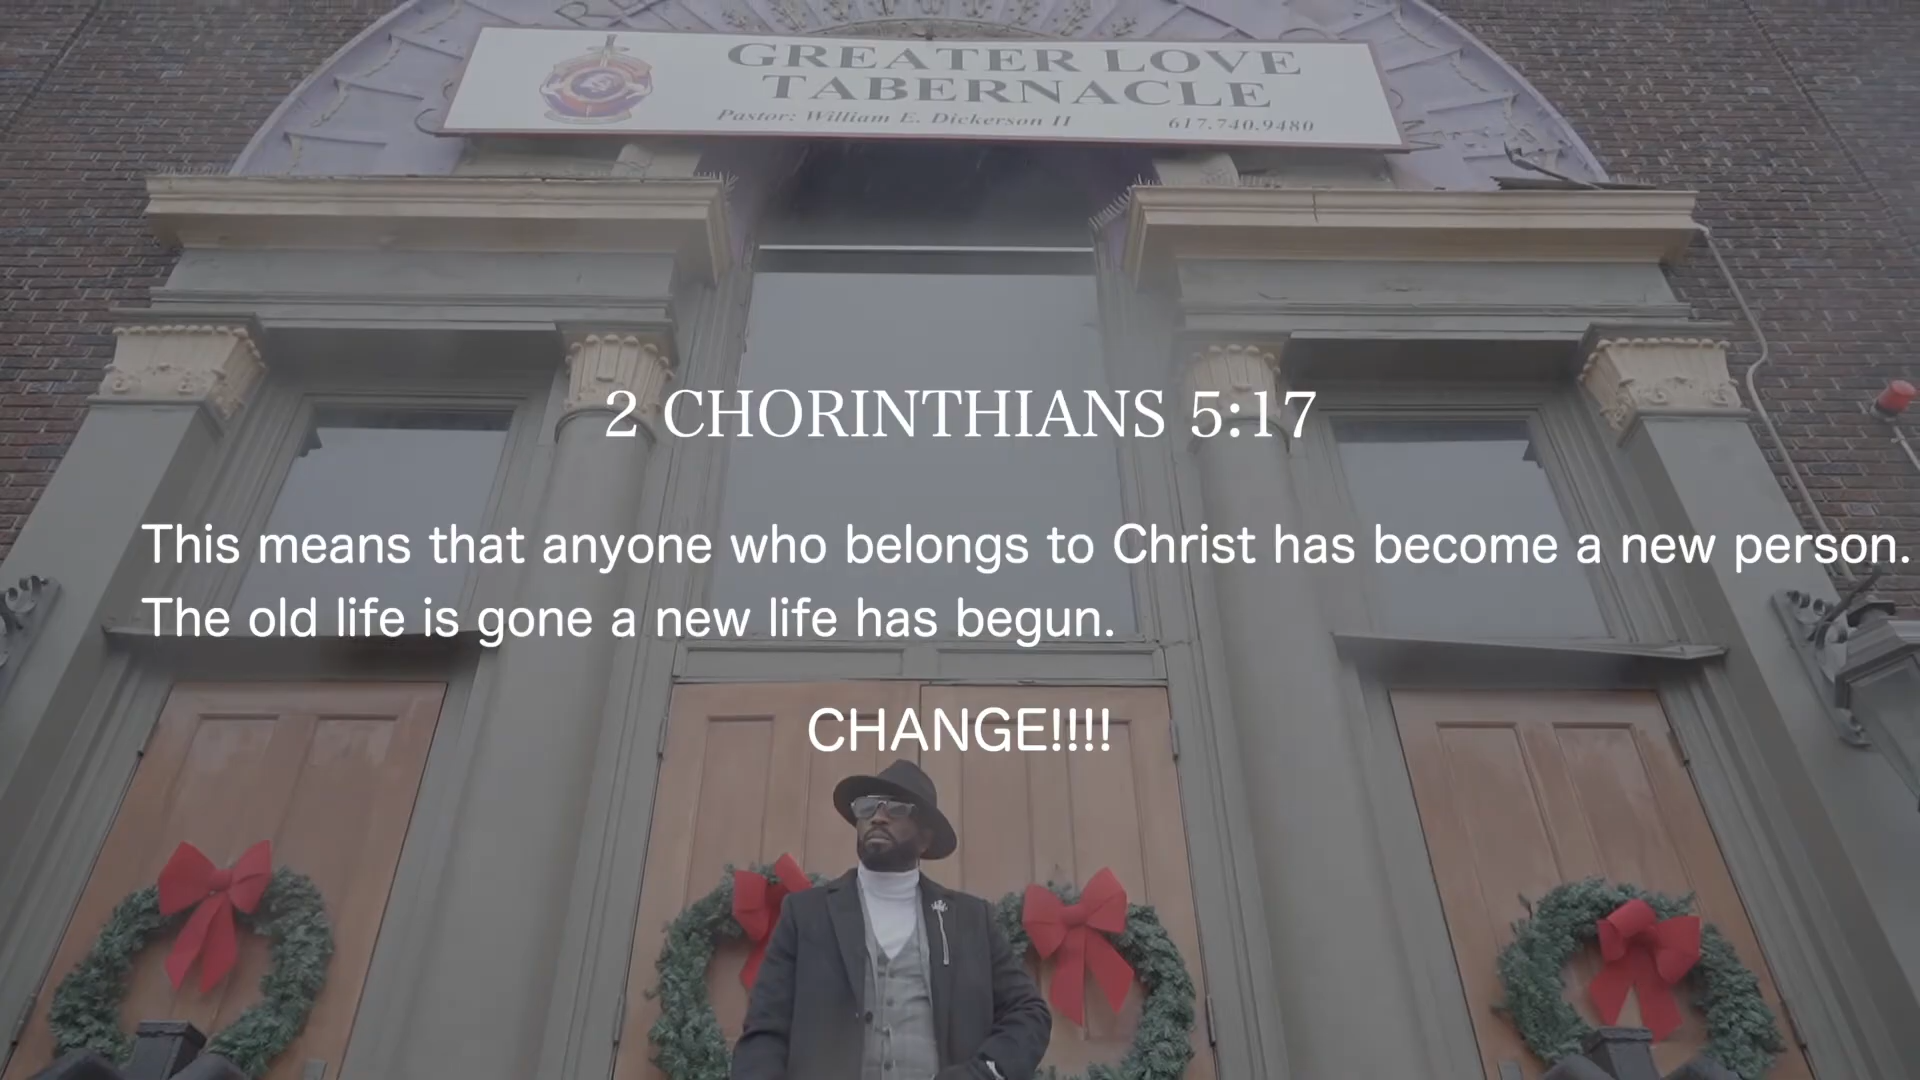 GREATER LOVE
TABERNACLE
Pastor: William E. Dickerson II 617.740.9480
2 CHORINTHIANS 5:17
This means that anyone who belongs to Christ has become a new person.
The old life is gone a new life has begun.
CHANGE!!!!